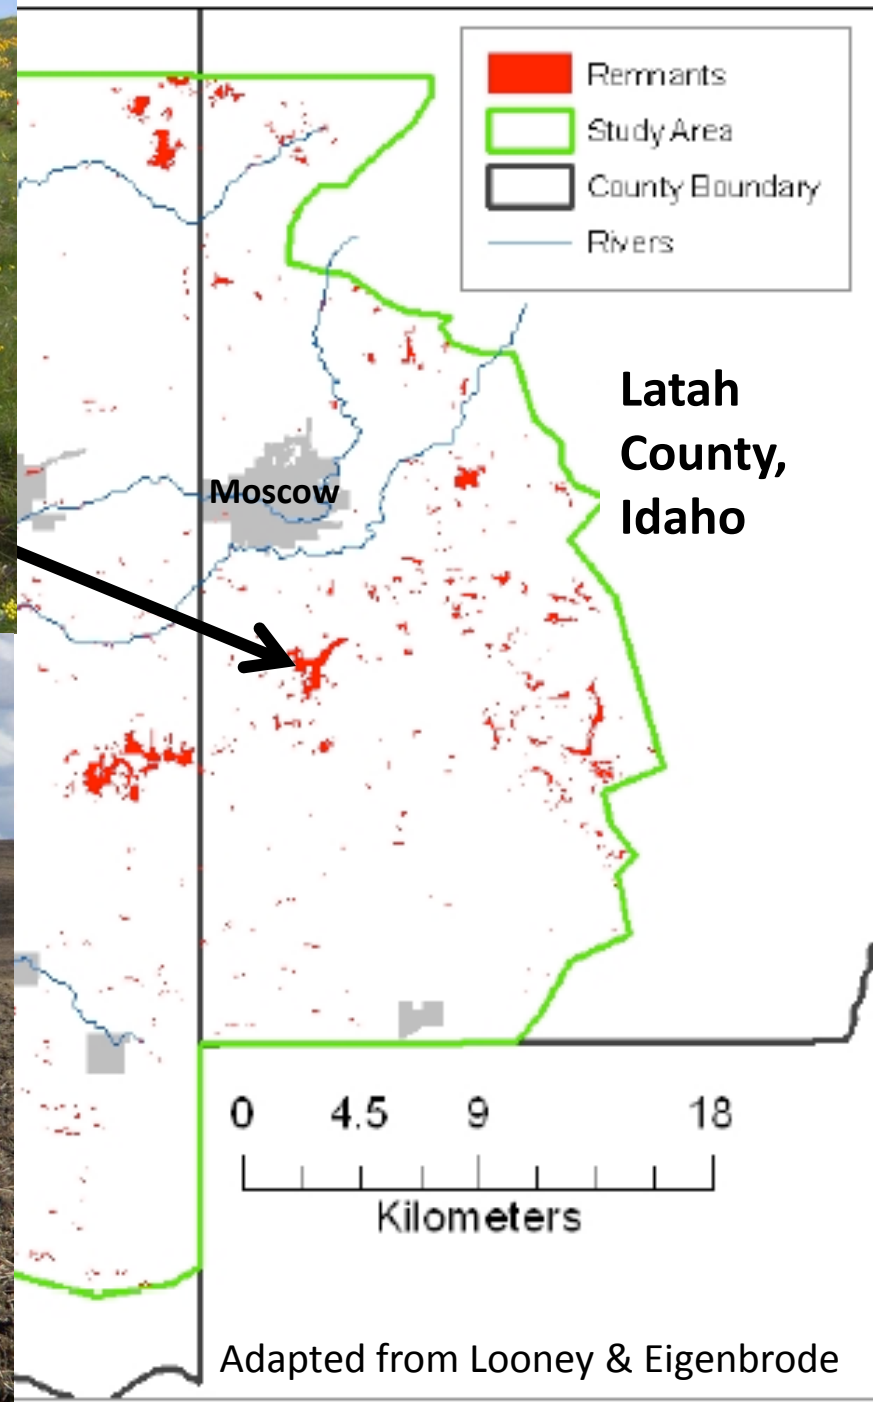 Remnants
Study Area
County Boundary
Rivers
Latah
County,
Idaho
Moscow
0 4.5 9 18
Kilometers
Adapted from Looney & Eigenbrode